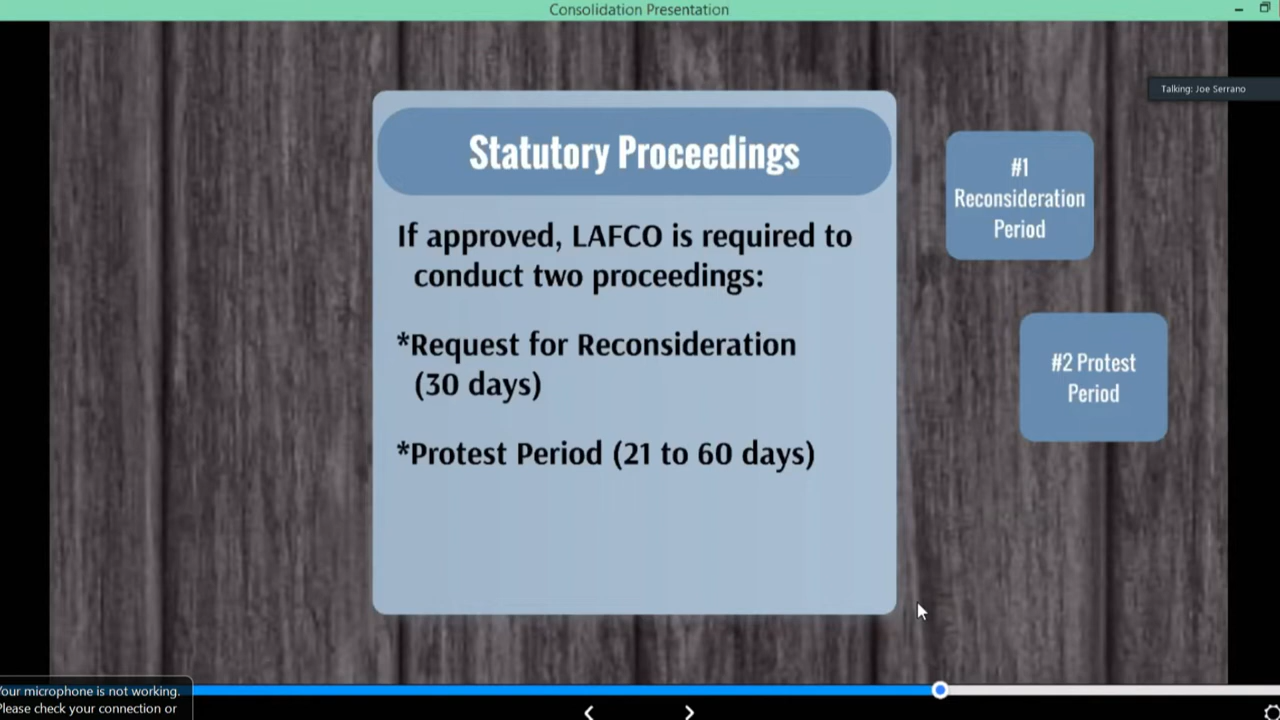 Consolidation Presentation
Talking: Joe Serrano
Statutory Proceedings
If approved, LAFCO is required to
conduct two proceedings:
*Request for Reconsideration
(30 days)
*Protest Period (21 to 60 days)
#1
Reconsideration
Period
#2 Protest
Period
Your microphone is not working.
Please check your connection or